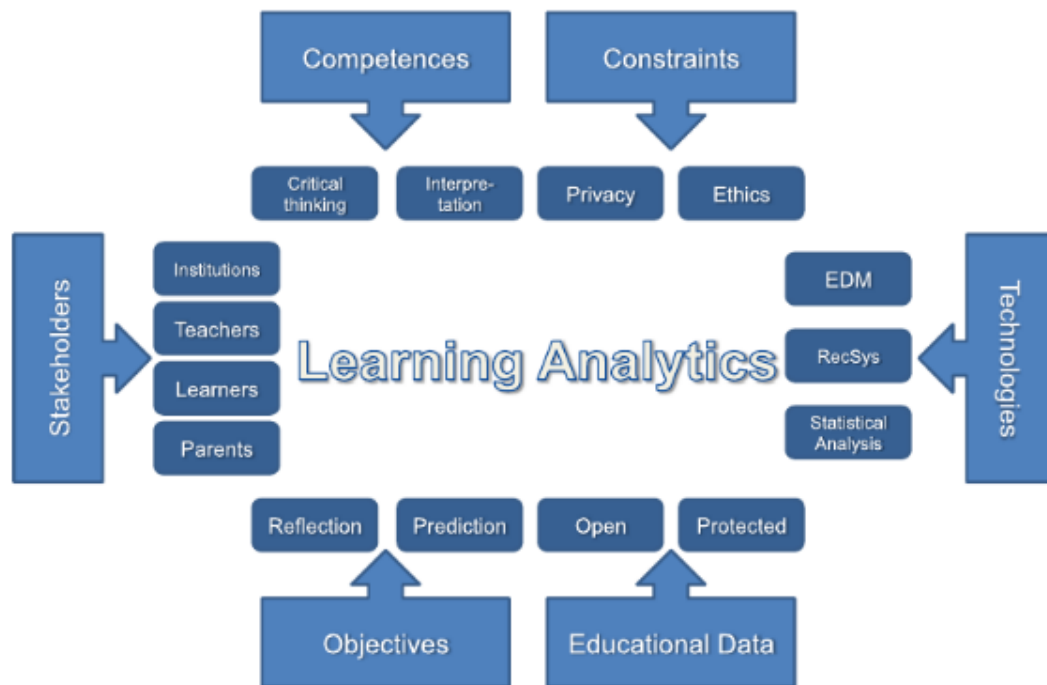 Competences
Constraints
Critical
thinking
Interpre-
tation
Privacy
Ethics
Stakeholders
Institutions
Teachers
Learners
Parents
Learning Analytics
EDM
RecSys
Statistical
Analysis
Technologies
Reflection
Prediction
Open
Protected
Objectives
Educational Data